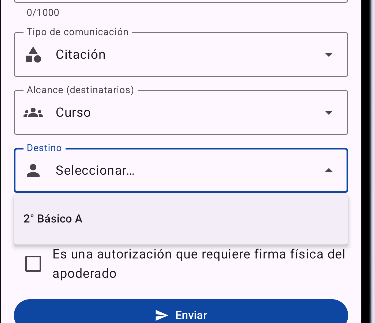 0/1000
Tipo de comunicación
Citación
Alcance (destinatarios)
Curso
Destino
Seleccionar...
2° Básico A
Es una autorización que requiere firma física del
apoderado
Enviar